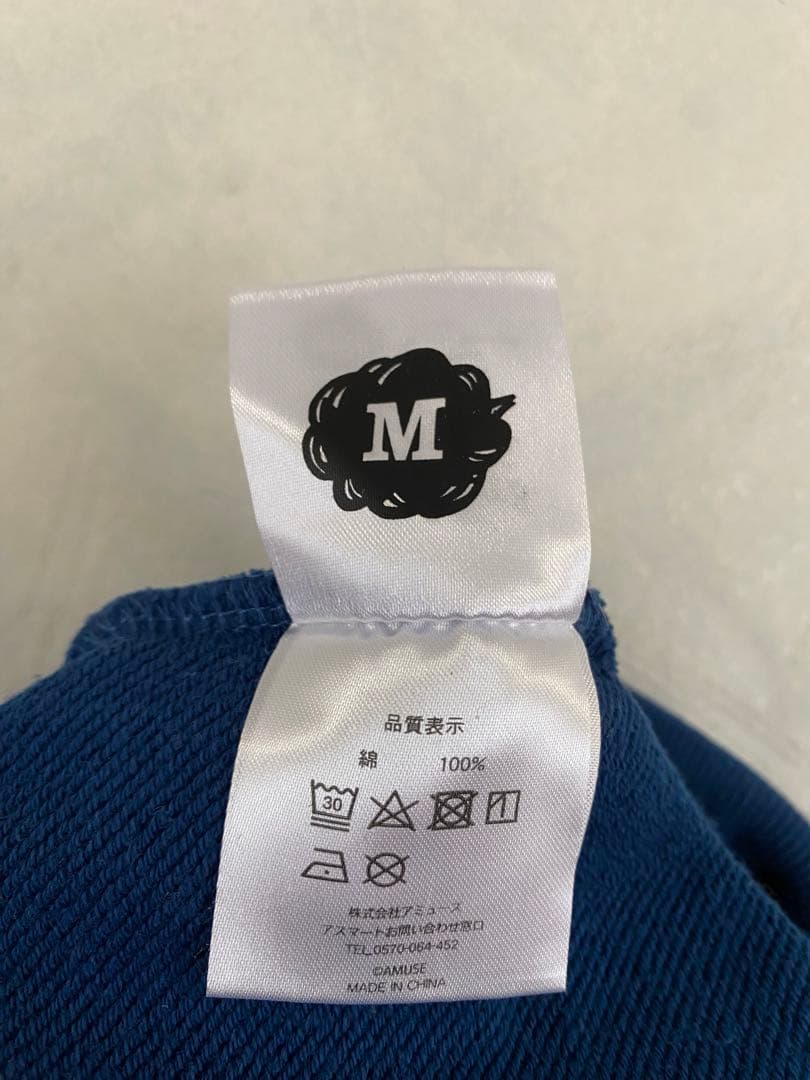 M
品質表示
綿 100%
30
株式会社アミューズ
アスマートお問い合わせ窓口
TEL.0570-064-452
©AMUSE
MADE IN CHINA